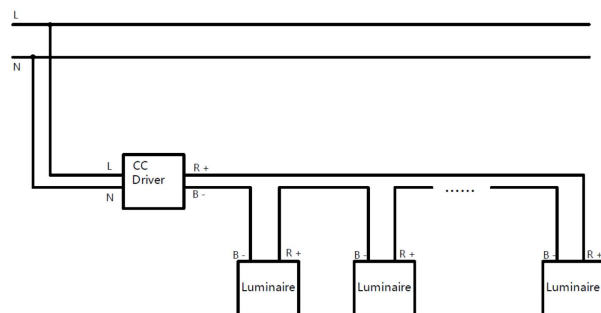 L
N
L
CC
Driver
R +
N
B -
B -
R +
B -
R +
......
B -
R +
Luminaire
Luminaire
Luminaire